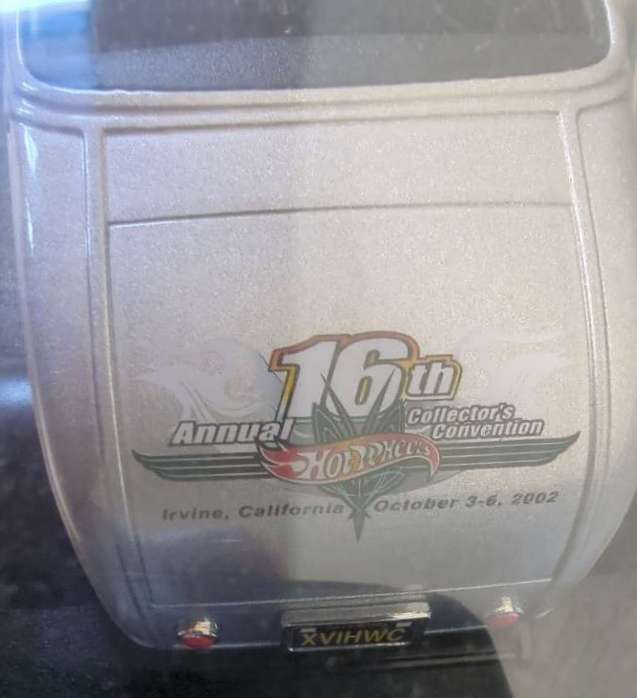 16th
Annual
Collector's
Convention
HOT WHEELS
Irvine, California October 3-6, 2002
XVIHWC